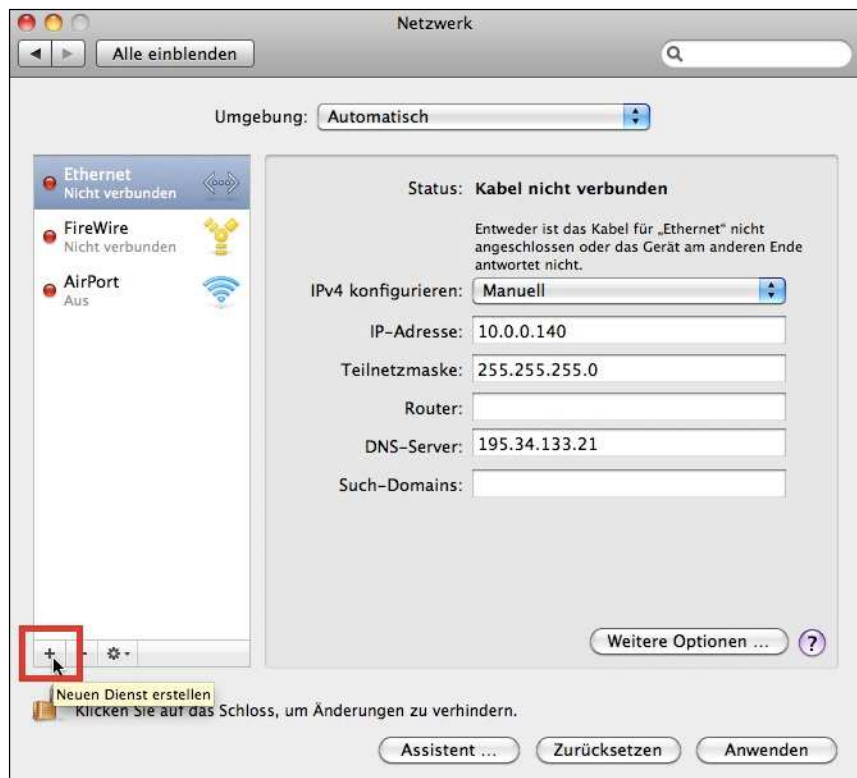 Netzwerk
Alle einblenden
Umgebung: Automatisch
Ethernet
Nicht verbunden
FireWire
Nicht verbunden
AirPort
Aus
Status: Kabel nicht verbunden
Entweder ist das Kabel für „Ethernet“ nicht
angeschlossen oder das Gerät am anderen Ende
antwortet nicht.
IPv4 konfigurieren: Manuell
IP-Adresse: 10.0.0.140
Teilnetzmaske: 255.255.255.0
Router:
DNS-Server: 195.34.133.21
Such-Domains:
Weitere Optionen ... ?
Neuen Dienst erstellen
Klicken Sie auf das Schloss, um Änderungen zu verhindern.
Assistent ... Zurücksetzen Anwenden